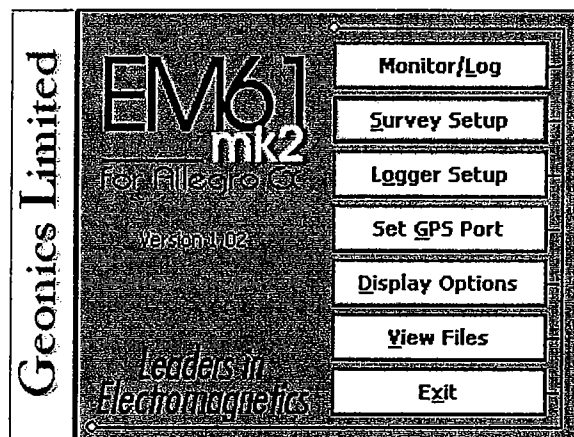 Geonics Limited
EM61
mk2
For Allegro Cx
Version 1.02
Leaders in
Electromagnetics
Monitor/Log
Survey Setup
Logger Setup
Set GPS Port
Display Options
View Files
Exit